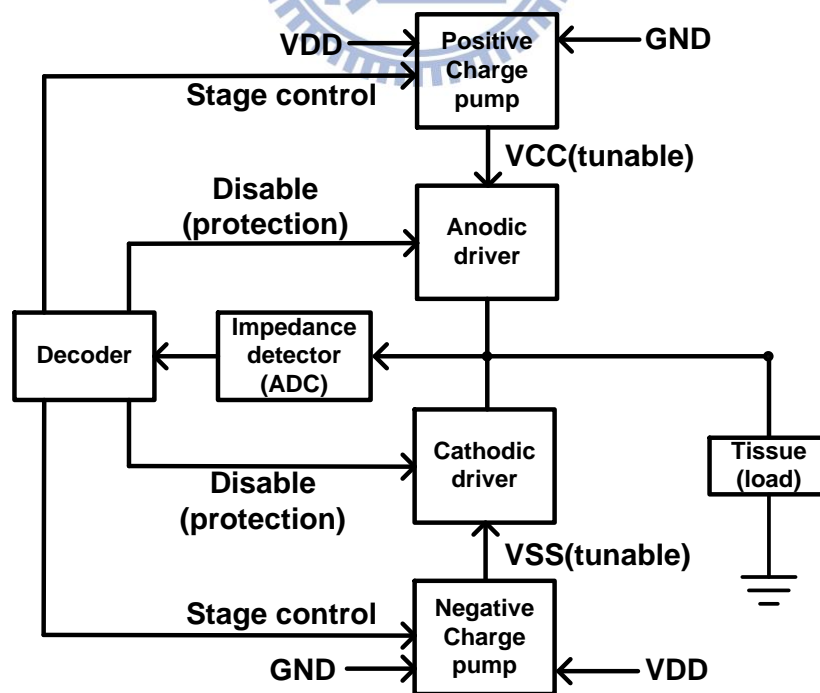 VDD
Positive
Charge
pump
GND
Stage control
VCC(tunable)
Disable
(protection)
Anodic
driver
Decoder
Impedance
detector
(ADC)
Cathodic
driver
Tissue
(load)
Disable
(protection)
VSS(tunable)
Stage control
Negative
Charge
pump
GND
VDD